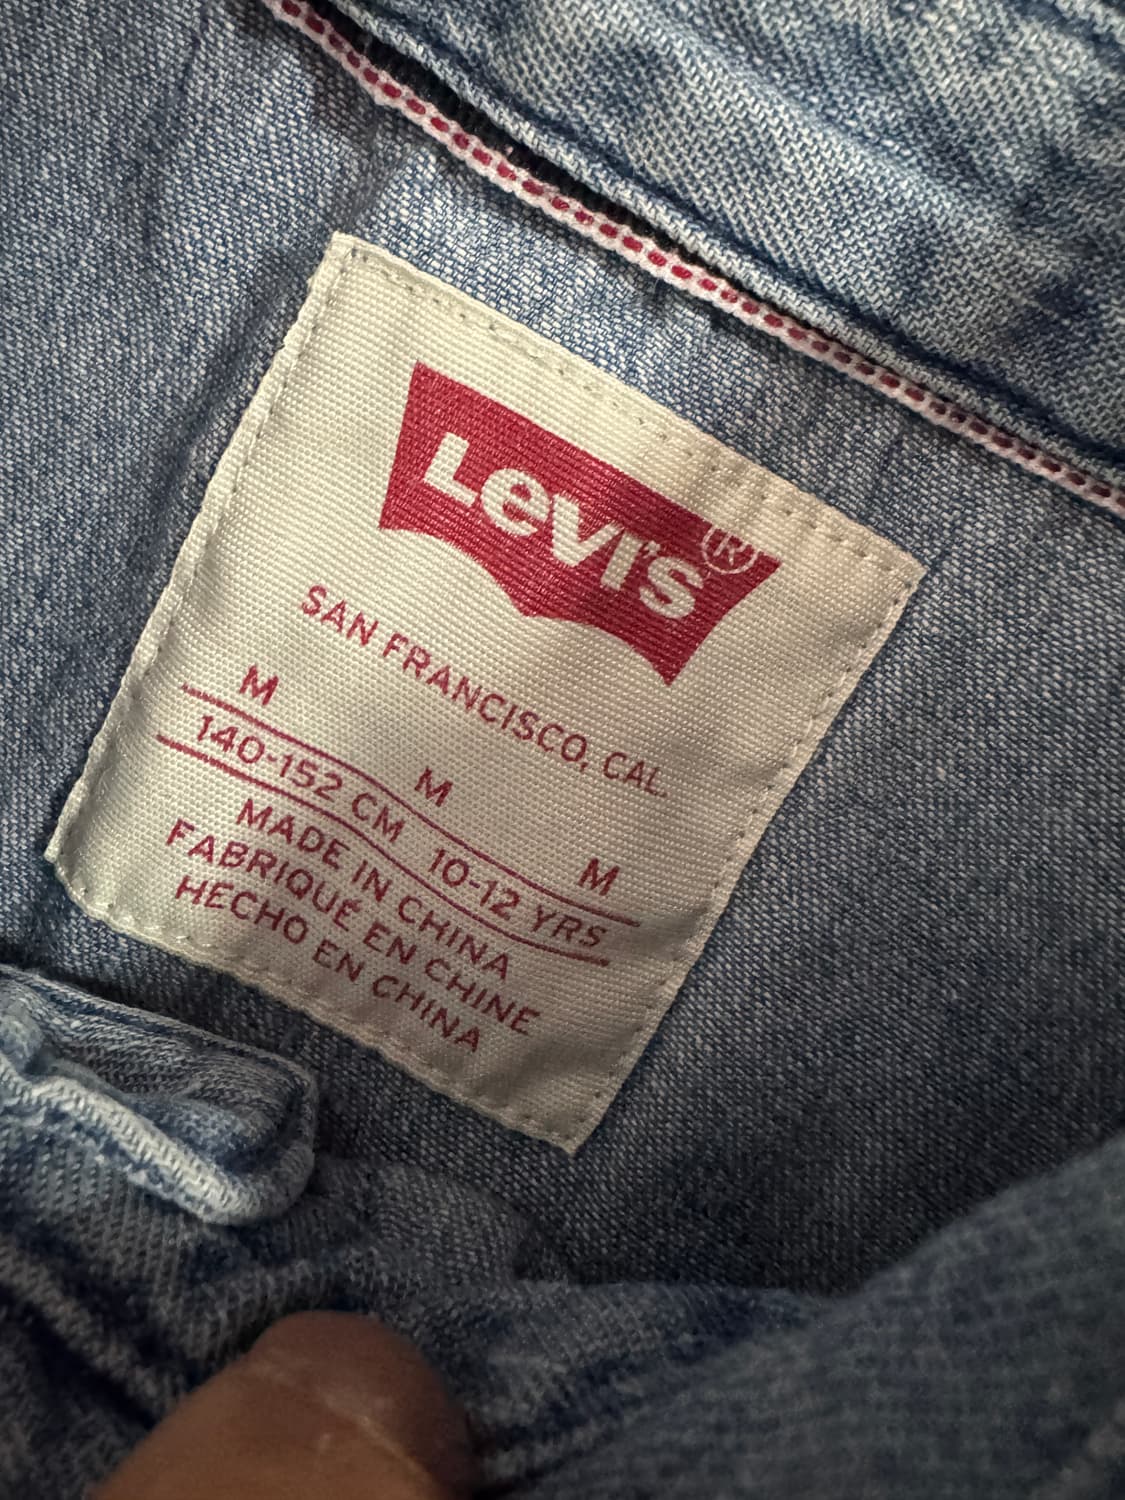 Levi's®
SAN FRANCISCO, CAL.
M M M
140-152 CM 10-12 YRS
MADE IN CHINA
FABRIQUÉ EN CHINE
HECHO EN CHINA